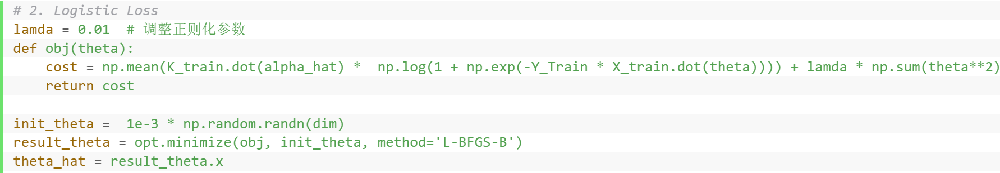 # 2. Logistic Loss
lamda = 0.01  # 调整正则化参数
def obj(theta):
    cost = np.mean(K_train.dot(alpha_hat) *  np.log(1 + np.exp(-Y_Train * X_train.dot(theta)))) + lamda * np.sum(theta**2)
    return cost
init_theta =  1e-3 * np.random.randn(dim)
result_theta = opt.minimize(obj, init_theta, method='L-BFGS-B')
theta_hat = result_theta.x